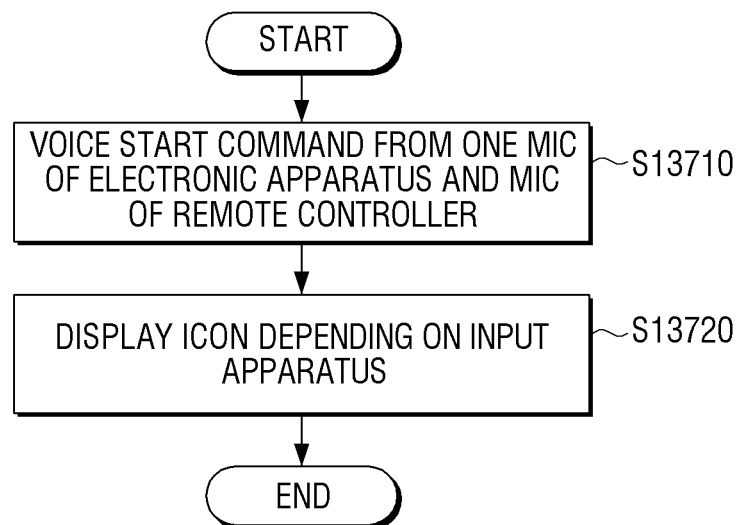 START
VOICE START COMMAND FROM ONE MIC
OF ELECTRONIC APPARATUS AND MIC
OF REMOTE CONTROLLER
S13710
DISPLAY ICON DEPENDING ON INPUT
APPARATUS
S13720
END